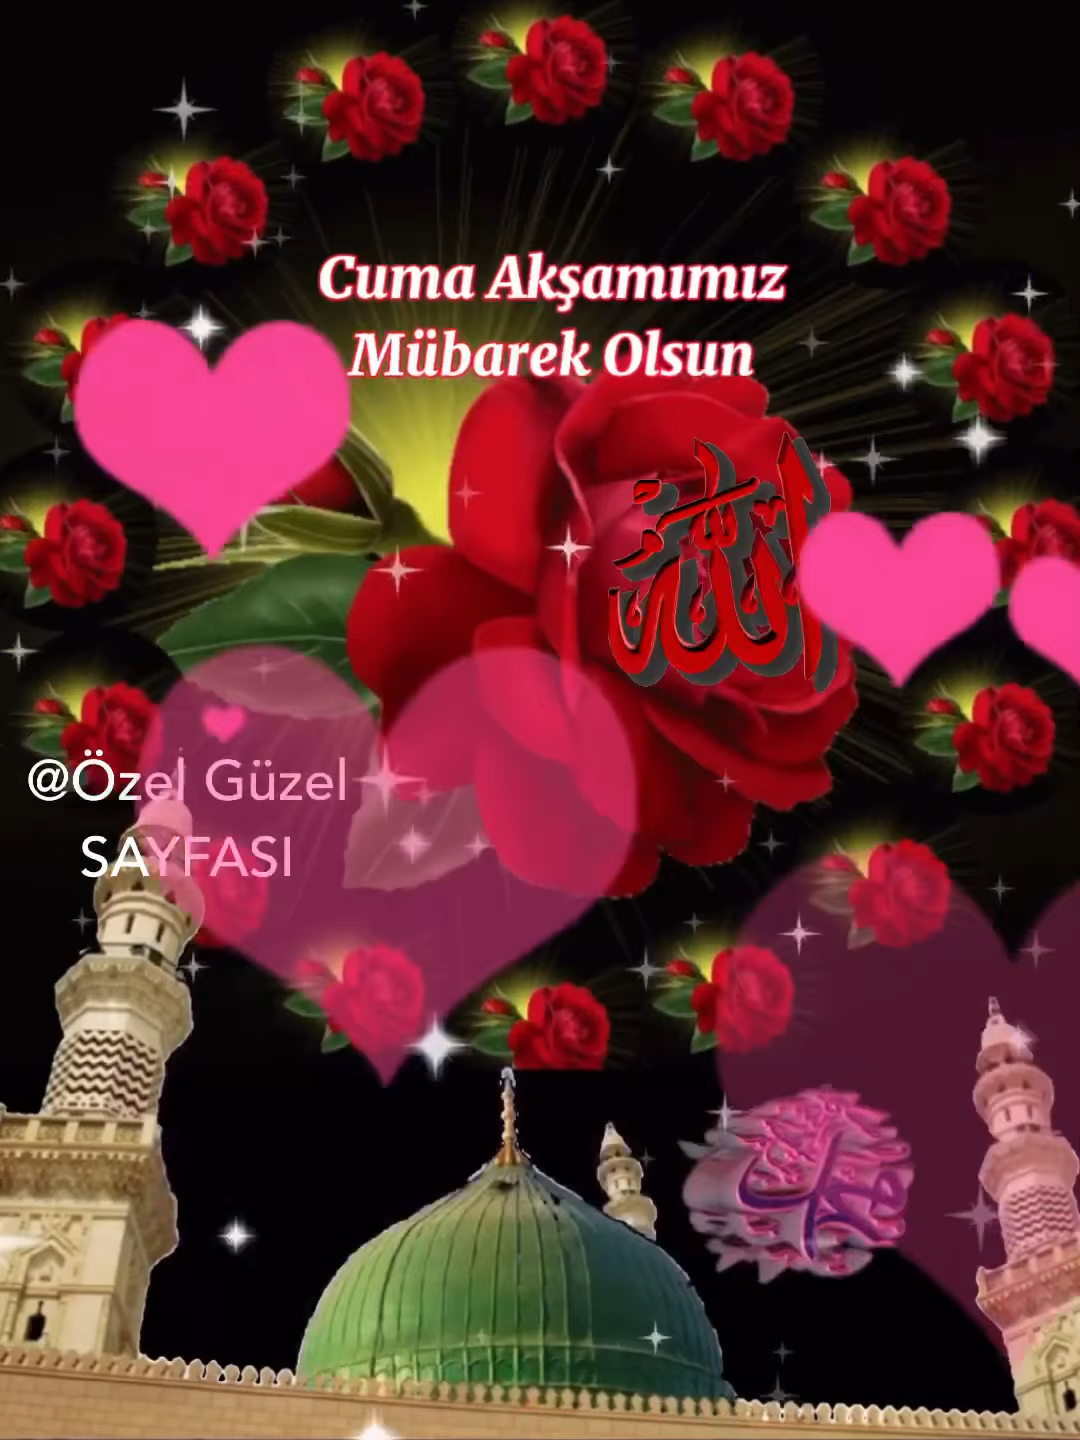 Cuma Akşamımız
Mübarek Olsun
الله
@Özel Güzel
SAYFASI
محمد